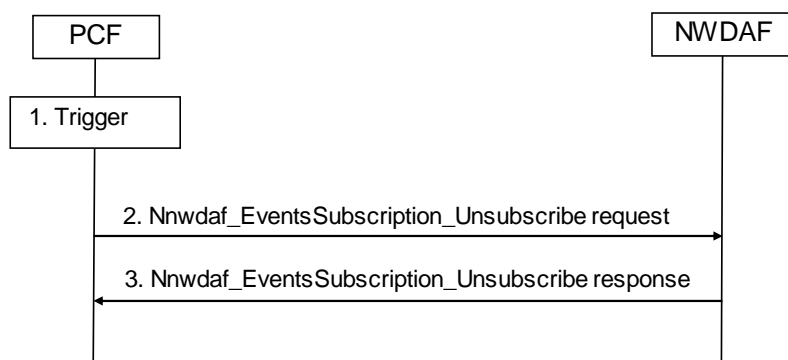 PCF
NWDAF
1. Trigger
2. Nnwdaf_EventsSubscription_Unsubscribe request
3. Nnwdaf_EventsSubscription_Unsubscribe response